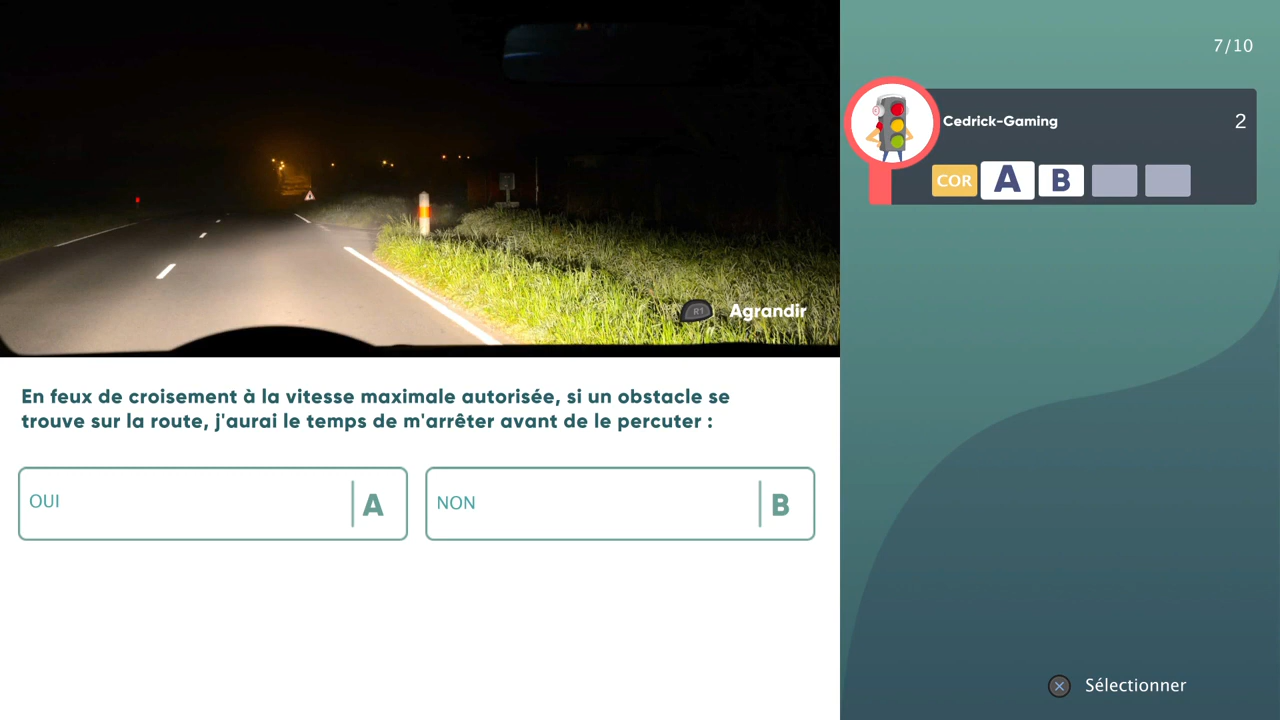 7/10
Cedrick-Gaming 2
COR A B
R1 Agrandir
En feux de croisement à la vitesse maximale autorisée, si un obstacle se
trouve sur la route, j'aurai le temps de m'arrêter avant de le percuter :
OUI A
NON B
Sélectionner